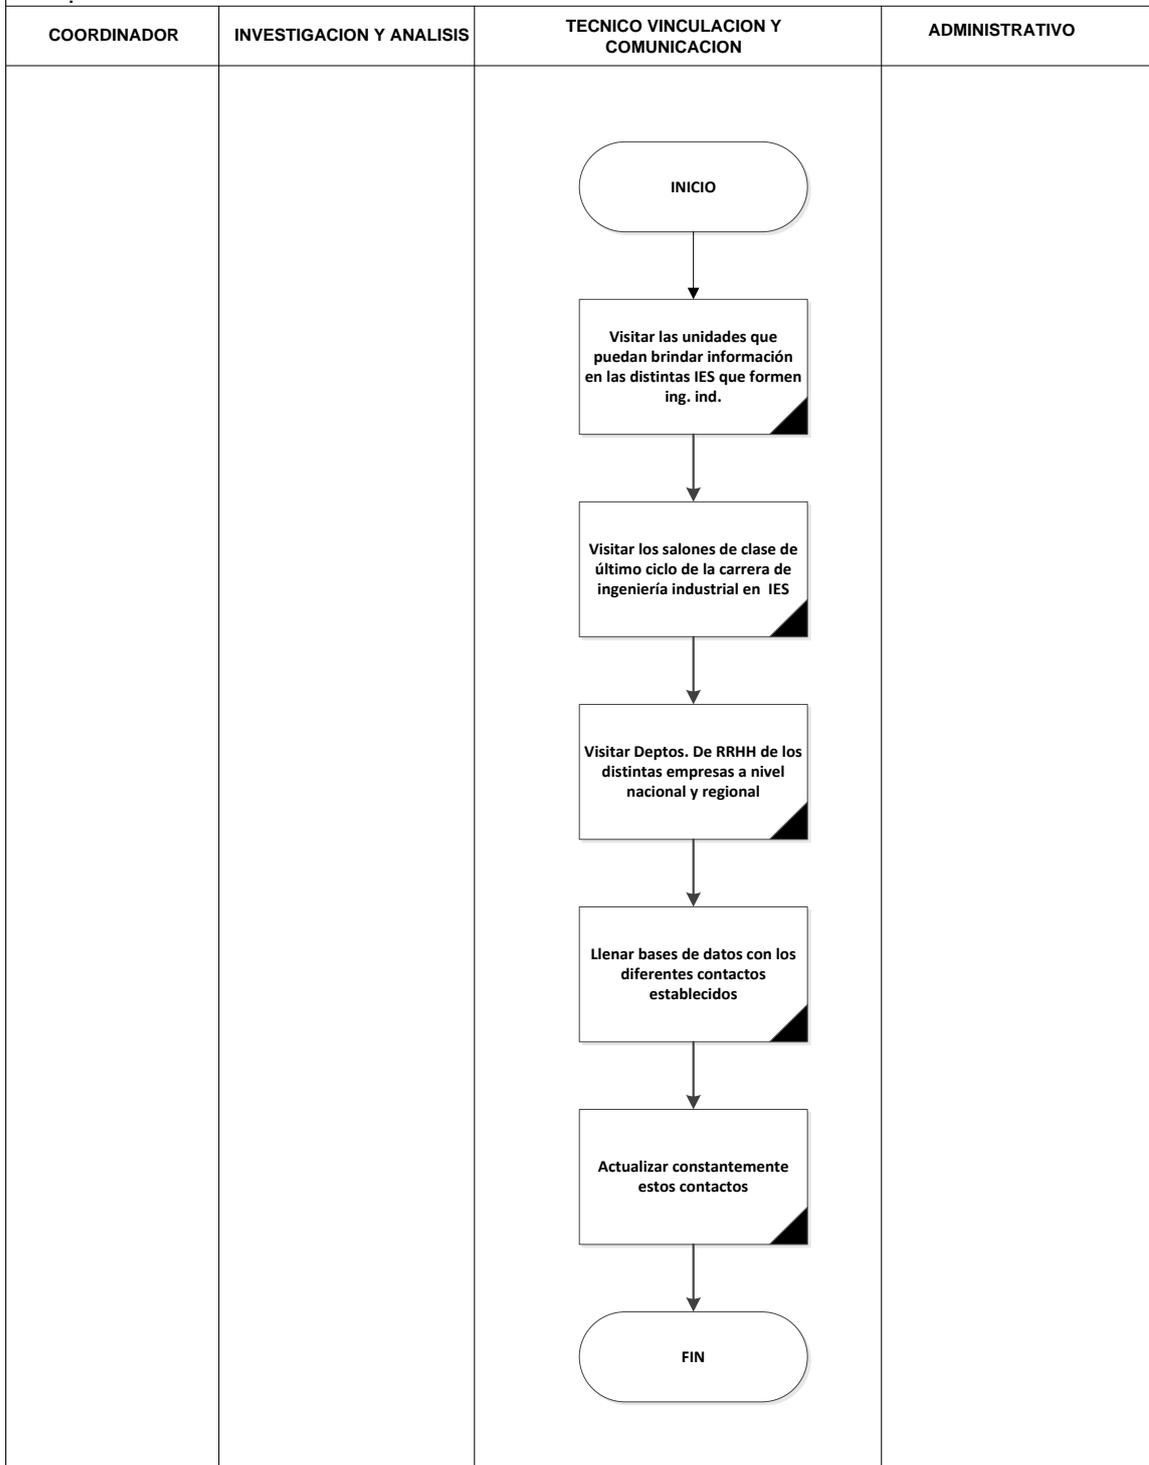 COORDINADOR
INVESTIGACION Y ANALISIS
TECNICO VINCULACION Y
COMUNICACION
ADMINISTRATIVO
INICIO
Visitar las unidades que
puedan brindar información
en las distintas IES que formen
ing. ind.
Visitar los salones de clase de
último ciclo de la carrera de
ingeniería industrial en  IES
Visitar Deptos. De RRHH de los
distintas empresas a nivel
nacional y regional
Llenar bases de datos con los
diferentes contactos
establecidos
Actualizar constantemente
estos contactos
FIN